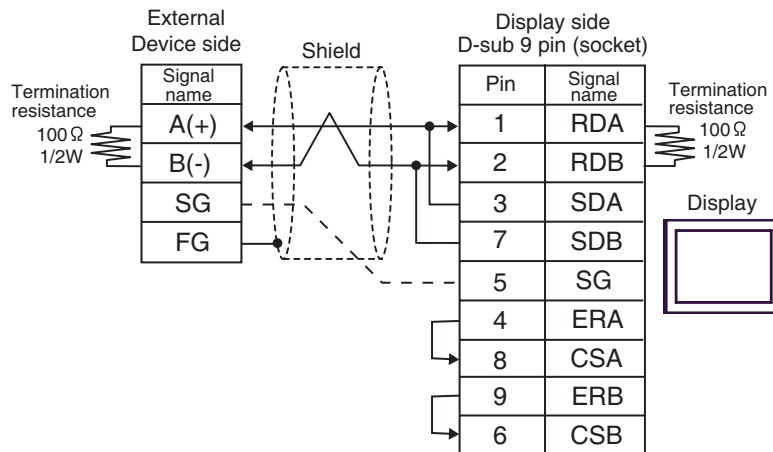 External
Device side
Shield
Display side
D-sub 9 pin (socket)
Termination
resistance
100Ω
1/2W
Signal
name
A(+)
B(-)
SG
FG
Pin
Signal
name
1 RDA
2 RDB
3 SDA
7 SDB
5 SG
4 ERA
8 CSA
9 ERB
6 CSB
Termination
resistance
100Ω
1/2W
Display